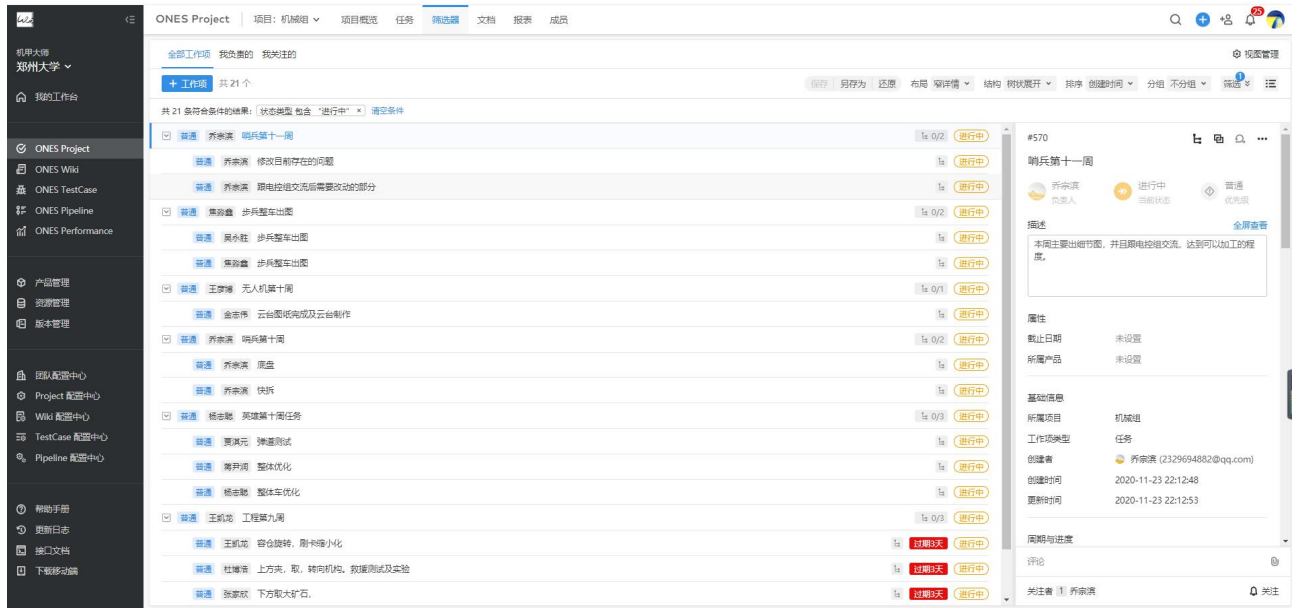 ONES Project 项目: 机械组 项目概览 任务 筛选器 文档 报表 成员
25
机甲大师
郑州大学
我的工作台
ONES Project
ONES Wiki
ONES TestCase
ONES Pipeline
ONES Performance
产品管理
资源管理
版本管理
团队配置中心
Project 配置中心
Wiki 配置中心
TestCase 配置中心
Pipeline 配置中心
帮助手册
更新日志
接口文档
下载移动端
全部工作项 我负责的 我关注的 视图管理
+ 工作项 共 21 个 保存 另存为 还原 布局 窄详情 结构 树状展开 排序 创建时间 分组 不分组 筛选 1
共 21 条符合条件的结果: 状态类型 包含 "进行中" × 清空条件
普通 乔宗滨 哨兵第十一周 0/2 进行中
普通 乔宗滨 修改目前存在的问题 进行中
普通 乔宗滨 跟电控组交流后需要改动的部分 进行中
普通 焦骀鑫 步兵整车出图 0/2 进行中
普通 吴永胜 步兵整车出图 进行中
普通 焦骀鑫 步兵整车出图 进行中
普通 王彦博 无人机第十周 0/1 进行中
普通 金志伟 云台图纸完成及云台制作 进行中
普通 乔宗滨 哨兵第十周 0/2 进行中
普通 乔宗滨 底盘 进行中
普通 乔宗滨 快拆 进行中
普通 杨志聪 英雄第十周任务 0/3 进行中
普通 贾淇元 弹道测试 进行中
普通 尹润 整体优化 进行中
普通 杨志聪 整体车优化 进行中
普通 王凯龙 工程第九周 0/3 进行中
普通 王凯龙 容仓旋转，刷卡缩小化 过期3天 进行中
普通 杜博浩 上方夹，取，转向机构。救援测试及实验 过期3天 进行中
普通 张家欣 下方取大矿石, 过期3天 进行中
#570
哨兵第十一周
乔宗滨 进行中 普通
负责人 当前状态 优先级
描述 全屏查看
本周主要出细节图，并且跟电控组交流，达到可以加工的程
度。
属性
截止日期 未设置
所属产品 未设置
基础信息
所属项目 机械组
工作项类型 任务
创建者 乔宗滨 (2329694882@qq.com)
创建时间 2020-11-23 22:12:48
更新时间 2020-11-23 22:12:53
周期与进度
评论
关注者 1 乔宗滨 关注